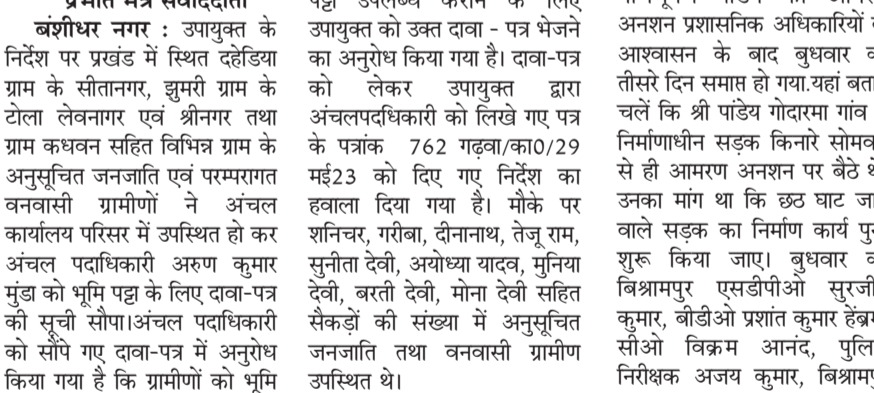 प्रभात मंत्र संवाददाता
बंशीधर नगर : उपायुक्त के
निर्देश पर प्रखंड में स्थित दहेडिया
ग्राम के सीतानगर, झुमरी ग्राम के
टोला लेवनागर एवं श्रीनगर तथा
ग्राम कधवन सहित विभिन्न ग्राम के
अनुसूचित जनजाति एवं परम्परागत
वनवासी ग्रामीणों ने अंचल
कार्यालय परिसर में उपस्थित हो कर
अंचल पदाधिकारी अरुण कुमार
मुंडा को भूमि पट्टा के लिए दावा-पत्र
की सूची सौपा।अंचल पदाधिकारी
को सौंपे गए दावा-पत्र में अनुरोध
किया गया है कि ग्रामीणों को भूमि
पट्टा उपलब्ध कराने के लिए
उपायुक्त को उक्त दावा - पत्र भेजने
का अनुरोध किया गया है। दावा-पत्र
को लेकर उपायुक्त द्वारा
अंचलपदधिकारी को लिखे गए पत्र
के पत्रांक 762 गढ़वा/का0/29
मई23 को दिए गए निर्देश का
हवाला दिया गया है। मौके पर
शनिचर, गरीबा, दीनानाथ, तेजू राम,
सुनीता देवी, अयोध्या यादव, मुनिया
देवी, बरती देवी, मोना देवी सहित
सैकड़ों की संख्या में अनुसूचित
जनजाति तथा वनवासी ग्रामीण
उपस्थित थे।
अनशन प्रशासनिक अधिकारियों
आश्वासन के बाद बुधवार
तीसरे दिन समाप्त हो गया.यहां बता
चलें कि श्री पांडेय गोदारमा गांव
निर्माणाधीन सड़क किनारे सोमव
से ही आमरण अनशन पर बैठे
उनका मांग था कि छठ घाट जा
वाले सड़क का निर्माण कार्य पु
शुरू किया जाए। बुधवार
बिश्रामपुर एसडीपीओ सुरजी
कुमार, बीडीओ प्रशांत कुमार हेंब्रम
सीओ विक्रम आनंद, पुलि
निरीक्षक अजय कुमार, बिश्रामपु